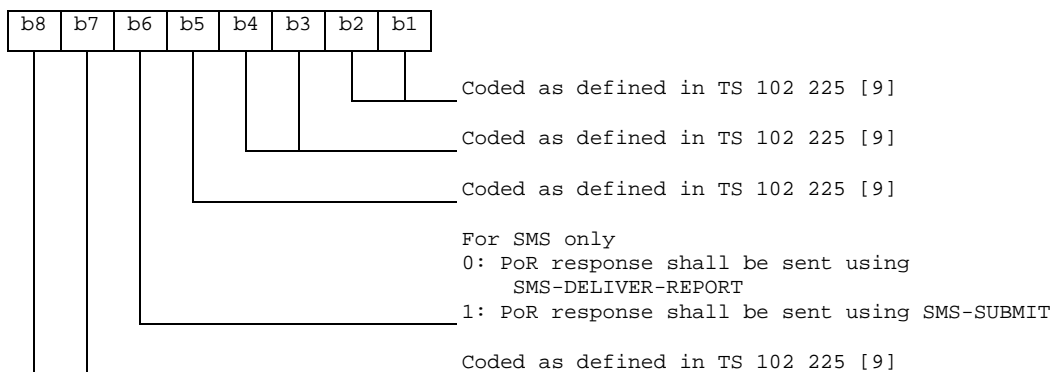 b8 b7 b6 b5 b4 b3 b2 b1
Coded as defined in TS 102 225 [9]
Coded as defined in TS 102 225 [9]
Coded as defined in TS 102 225 [9]
For SMS only
0: PoR response shall be sent using
SMS-DELIVER-REPORT
1: PoR response shall be sent using SMS-SUBMIT
Coded as defined in TS 102 225 [9]